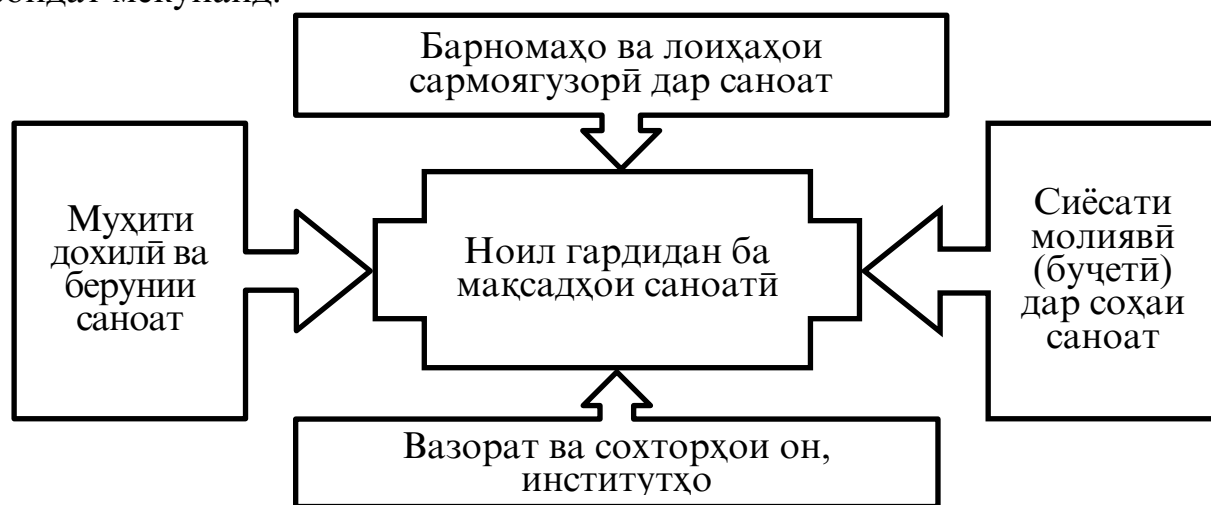 мекунанд.
Барномаҳо ва лоиҳаҳои
сармоягузорӣ дар саноат
Муҳити
дохилӣ ва
берунии
саноат
Ноил гардидан ба
мақсадҳои саноатӣ
Сиёсати
молиявӣ
(буҷетӣ)
дар соҳаи
саноат
Вазорат ва сохторҳои он,
институтҳо